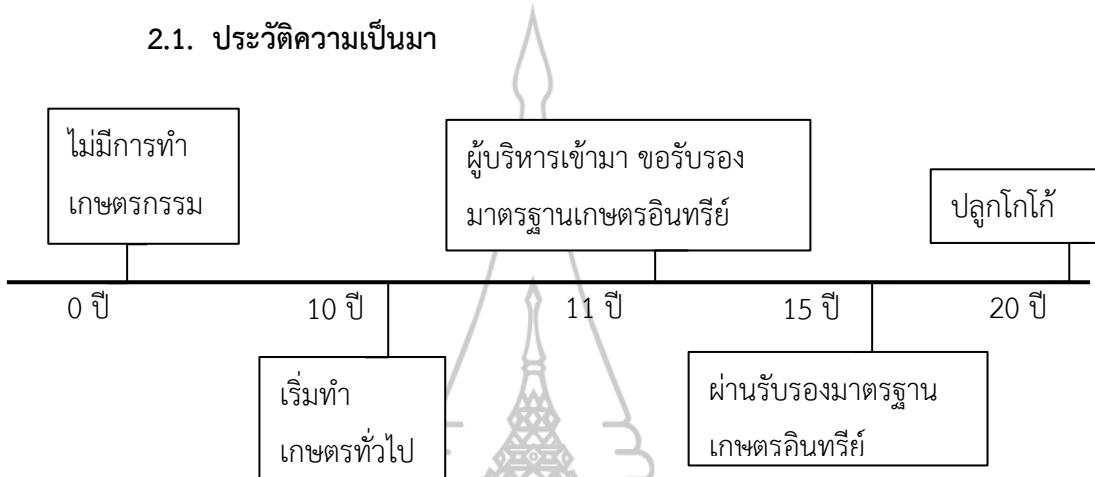 2.1. ประวัติความเป็นมา
ไม่มีการทำ
เกษตรกรรม
ผู้บริหารเข้ามา ขอรับรอง
มาตรฐานเกษตรอินทรีย์
ปลูกโกโก้
0 ปี
10 ปี
11 ปี
15 ปี
20 ปี
เริ่มทำ
เกษตรทั่วไป
ผ่านรับรองมาตรฐาน
เกษตรอินทรีย์